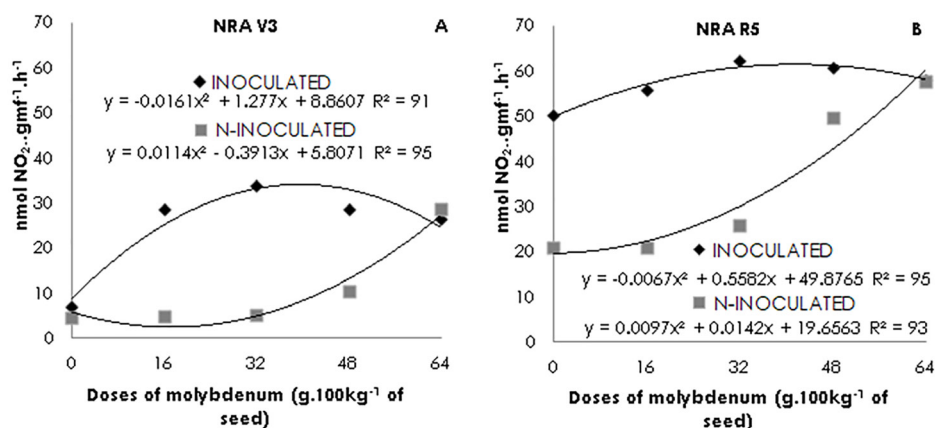 NRA V3
A
70
60
50
40
30
20
10
0
nmol NO₂..gmf⁻¹.h⁻¹
INOCULATED
y = -0.0161x² + 1.277x + 8.8607 R² = 91
N-INOCULATED
y = 0.0114x² - 0.3913x + 5.8071 R² = 95
0 16 32 48 64
Doses of molybdenum (g.100kg⁻¹ of
seed)
NRA R5
B
70
60
50
40
30
20
10
0
nmol NO₂..gmf⁻¹.h⁻¹
INOCULATED
y = -0.0067x² + 0.5582x + 49.8765 R² = 95
N-INOCULATED
y = 0.0097x² + 0.0142x + 19.6563 R² = 93
0 16 32 48 64
Doses of molybdenum (g.100kg⁻¹ of
seed)